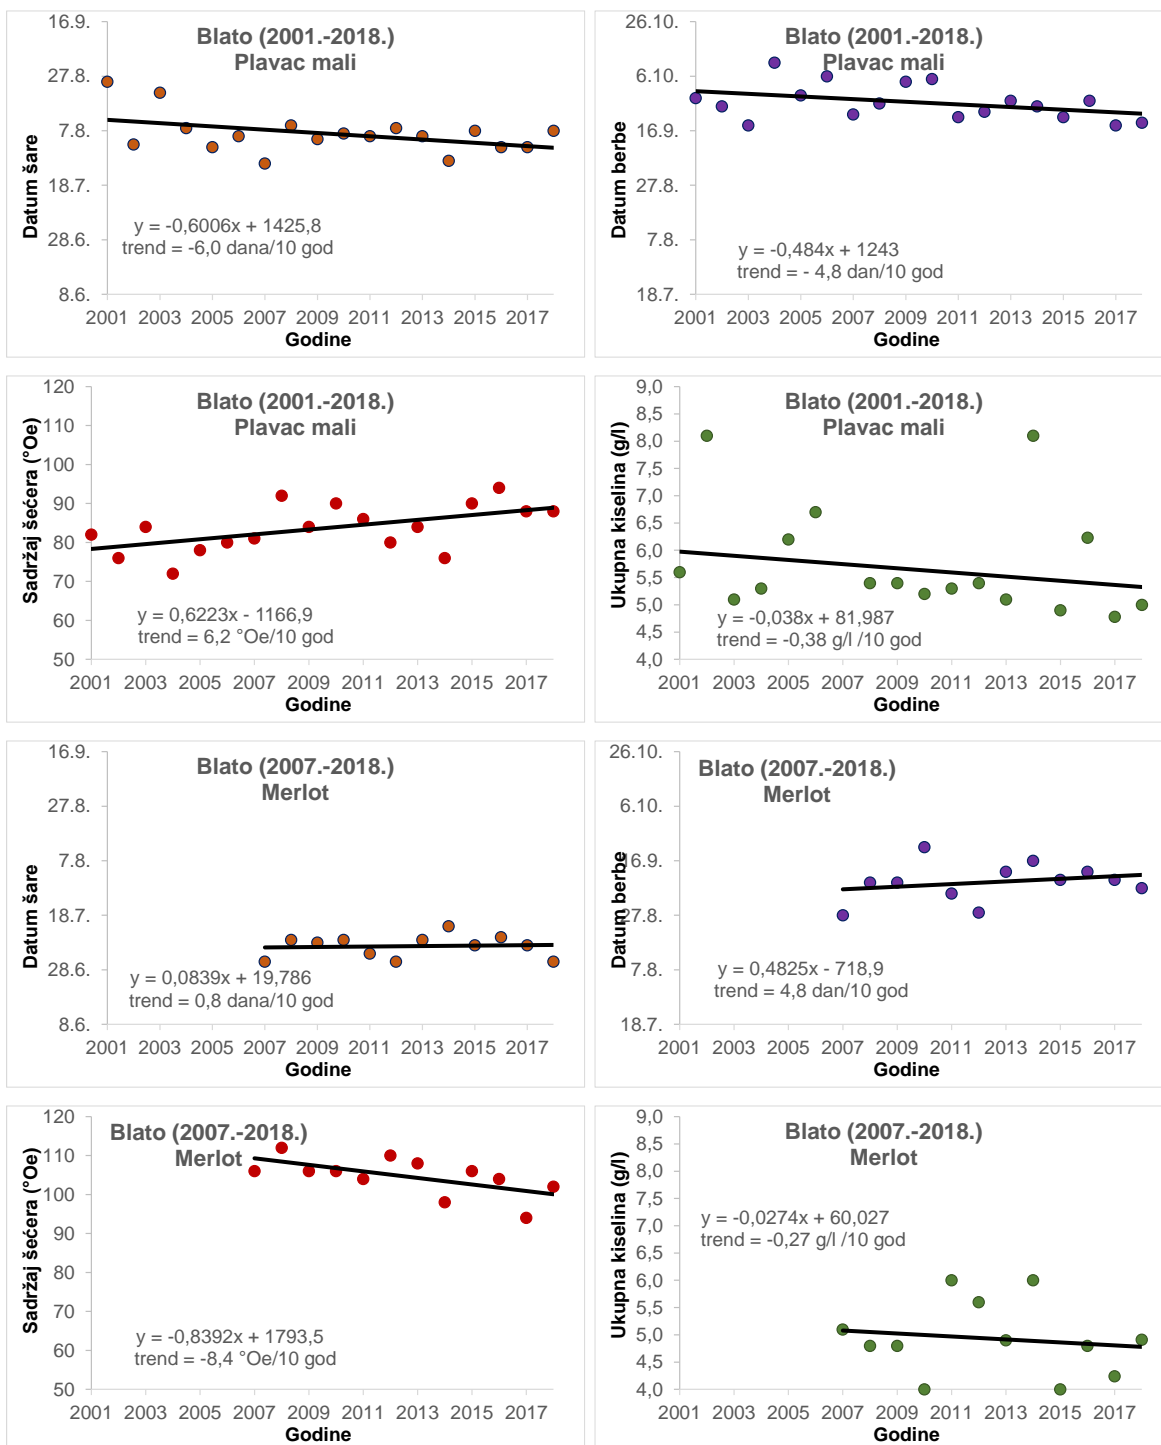 Blato (2001.-2018.)
Plavac mali
Datum šare
16.9.
27.8.
7.8.
18.7.
28.6.
8.6.
y = -0,6006x + 1425,8
trend = -6,0 dana/10 god
2001 2003 2005 2007 2009 2011 2013 2015 2017
Godine
Blato (2001.-2018.)
Plavac mali
Datum berbe
26.10.
6.10.
16.9.
27.8.
7.8.
18.7.
y = -0,484x + 1243
trend = - 4,8 dan/10 god
2001 2003 2005 2007 2009 2011 2013 2015 2017
Godine
Blato (2001.-2018.)
Plavac mali
Sadržaj šećera (°Oe)
120
110
100
90
80
70
60
50
y = 0,6223x - 1166,9
trend = 6,2 °Oe/10 god
2001 2003 2005 2007 2009 2011 2013 2015 2017
Godine
Blato (2001.-2018.)
Plavac mali
Ukupna kiselina (g/l)
9,0
8,5
8,0
7,5
7,0
6,5
6,0
5,5
5,0
4,5
4,0
y = -0,038x + 81,987
trend = -0,38 g/l /10 god
2001 2003 2005 2007 2009 2011 2013 2015 2017
Godine
Blato (2007.-2018.)
Merlot
Datum šare
16.9.
27.8.
7.8.
18.7.
28.6.
8.6.
y = 0,0839x + 19,786
trend = 0,8 dana/10 god
2001 2003 2005 2007 2009 2011 2013 2015 2017
Godine
Blato (2007.-2018.)
Merlot
Datum berbe
26.10.
6.10.
16.9.
27.8.
7.8.
18.7.
y = 0,4825x - 718,9
trend = 4,8 dan/10 god
2001 2003 2005 2007 2009 2011 2013 2015 2017
Godine
Blato (2007.-2018.)
Merlot
Sadržaj šećera (°Oe)
120
110
100
90
80
70
60
50
y = -0,8392x + 1793,5
trend = -8,4 °Oe/10 god
2001 2003 2005 2007 2009 2011 2013 2015 2017
Godine
Blato (2007.-2018.)
Merlot
Ukupna kiselina (g/l)
9,0
8,5
8,0
7,5
7,0
6,5
6,0
5,5
5,0
4,5
4,0
y = -0,0274x + 60,027
trend = -0,27 g/l /10 god
2001 2003 2005 2007 2009 2011 2013 2015 2017
Godine